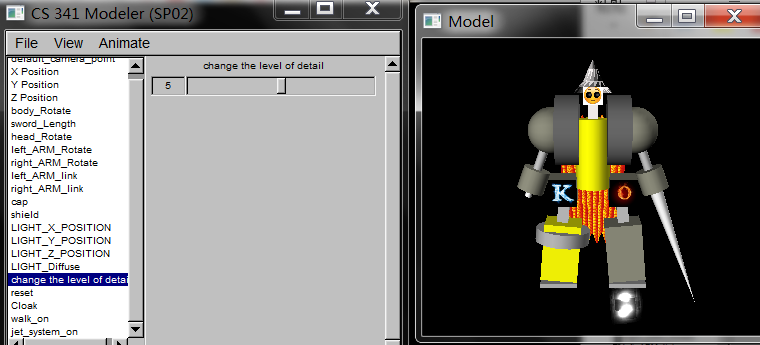 CS 341 Modeler (SP02)
File View Animate
default_camera_point
X Position
Y Position
Z Position
body_Rotate
sword_Length
head_Rotate
left_ARM_Rotate
right_ARM_Rotate
left_ARM_link
right_ARM_link
cap
shield
LIGHT_X_POSITION
LIGHT_Y_POSITION
LIGHT_Z_POSITION
LIGHT_Diffuse
change the level of detai
reset
Cloak
walk_on
jet_system_on
change the level of detail
5
Model
K O